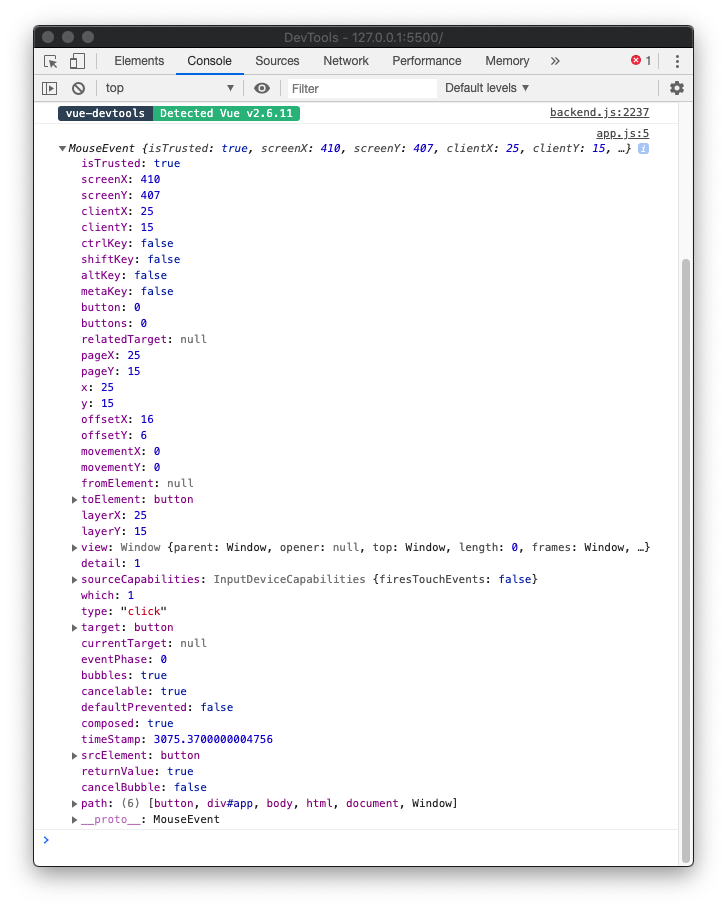 DevTools - 127.0.0.1:5500/
Elements Console Sources Network Performance Memory » 1
top ▼ Filter Default levels ▼
vue-devtools Detected Vue v2.6.11 backend.js:2237
app.js:5
MouseEvent {isTrusted: true, screenX: 410, screenY: 407, clientX: 25, clientY: 15, …} i
isTrusted: true
screenX: 410
screenY: 407
clientX: 25
clientY: 15
ctrlKey: false
shiftKey: false
altKey: false
metaKey: false
button: 0
buttons: 0
relatedTarget: null
pageX: 25
pageY: 15
x: 25
y: 15
offsetX: 16
offsetY: 6
movementX: 0
movementY: 0
fromElement: null
toElement: button
layerX: 25
layerY: 15
view: Window {parent: Window, opener: null, top: Window, length: 0, frames: Window, …}
detail: 1
sourceCapabilities: InputDeviceCapabilities {firesTouchEvents: false}
which: 1
type: "click"
target: button
currentTarget: null
eventPhase: 0
bubbles: true
cancelable: true
defaultPrevented: false
composed: true
timeStamp: 3075.3700000004756
srcElement: button
returnValue: true
cancelBubble: false
path: (6) [button, div#app, body, html, document, Window]
__proto__: MouseEvent